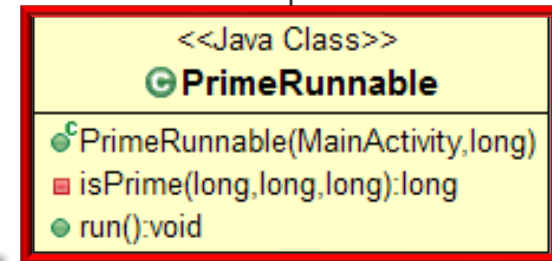 <<Java Class>>
C PrimeRunnable
c PrimeRunnable(MainActivity,long)
isPrime(long,long,long):long
run():void